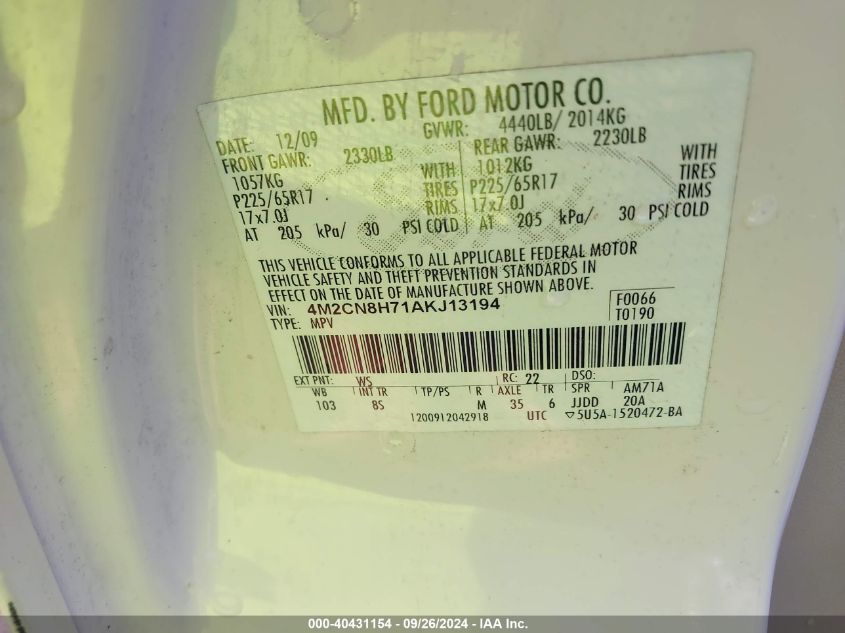 MFD. BY FORD MOTOR CO.
DATE: 12/09 GVWR: 4440LB/ 2014KG
FRONT GAWR: 2330LB REAR GAWR: 2230LB
1057KG WITH 1012KG WITH
P225/65R17 TIRES P225/65R17 TIRES
17x7.0J RIMS 17x7.0J RIMS
AT 205 kPa/ 30 PSI COLD AT 205 kPa/ 30 PSI COLD
THIS VEHICLE CONFORMS TO ALL APPLICABLE FEDERAL MOTOR
VEHICLE SAFETY AND THEFT PREVENTION STANDARDS IN
EFFECT ON THE DATE OF MANUFACTURE SHOWN ABOVE.
VIN: 4M2CN8H71AKJ13194 F0066
TYPE: MPV T0190
EXT PNT: WS RC: 22 DSO:
WB INT TR TP/PS R AXLE TR SPR AM71A
103 8S M 35 6 JJDD 20A
1200912042918 UTC ▽5U5A-1520472-BA
000-40431154 - 09/26/2024 - IAA Inc.